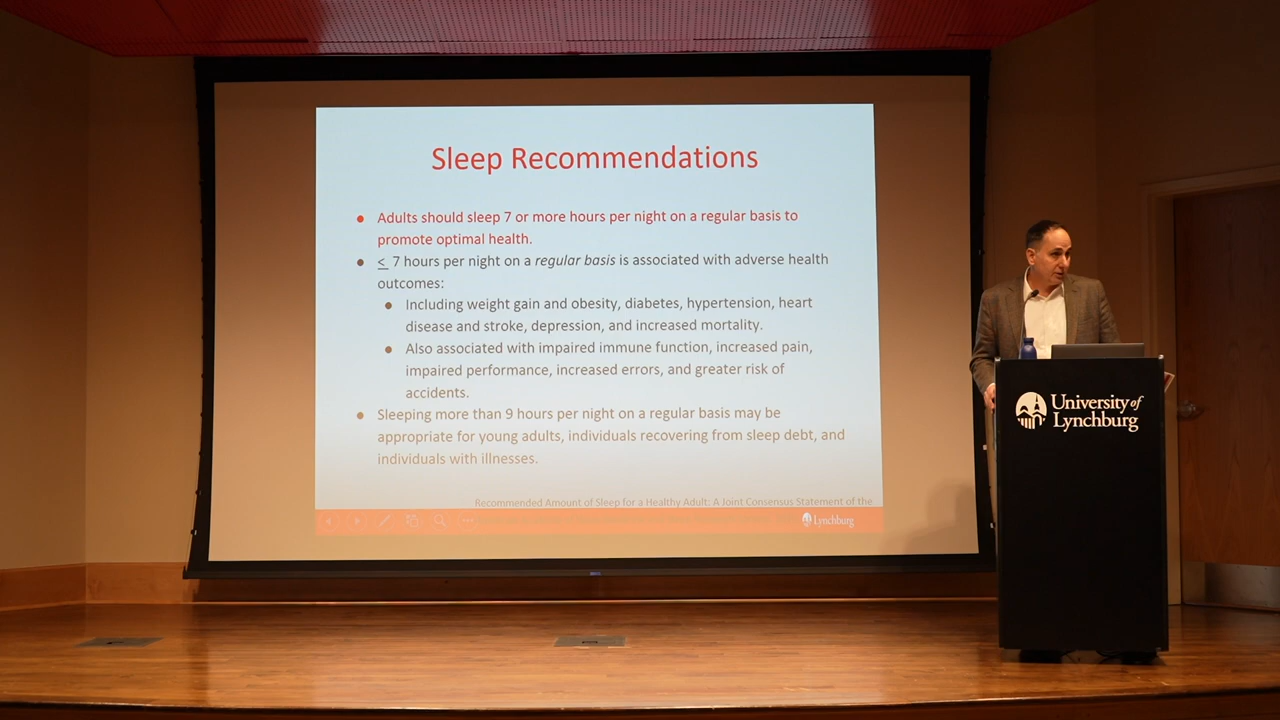 Sleep Recommendations
• Adults should sleep 7 or more hours per night on a regular basis to
promote optimal health.
• < 7 hours per night on a regular basis is associated with adverse health
outcomes:
• Including weight gain and obesity, diabetes, hypertension, heart
disease and stroke, depression, and increased mortality.
• Also associated with impaired immune function, increased pain,
impaired performance, increased errors, and greater risk of
accidents.
• Sleeping more than 9 hours per night on a regular basis may be
appropriate for young adults, individuals recovering from sleep debt, and
individuals with illnesses.
Recommended Amount of Sleep for a Healthy Adult: A Joint Consensus Statement of the
Lynchburg
University of
Lynchburg